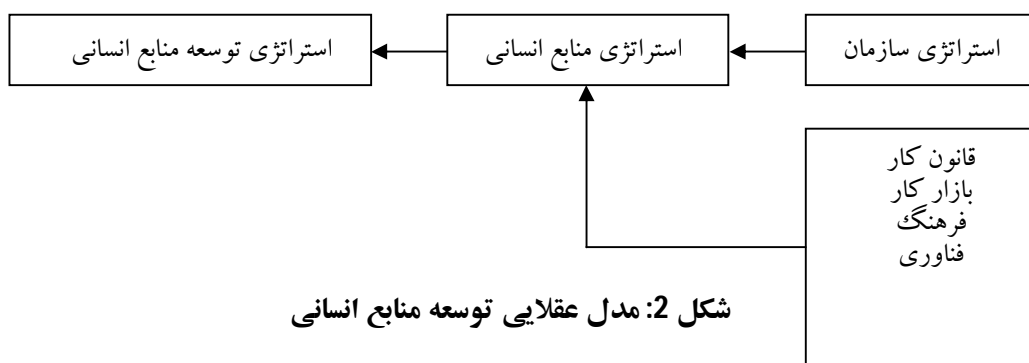 استراتژی سازمان
استراتژی منابع انسانی
استراتژی توسعه منابع انسانی
قانون کار
بازار کار
فرهنگ
فناوری
شکل 2: مدل عقلایی توسعه منابع انسانی